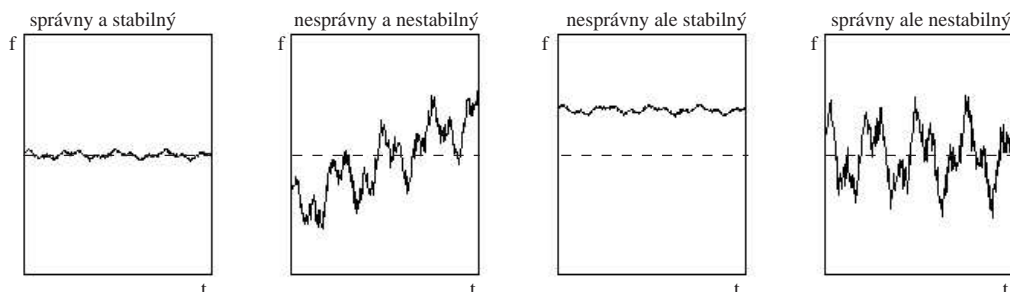 správny a stabilný
nesprávny a nestabilný
nesprávny ale stabilný
správny ale nestabilný
f
f
f
f
t
t
t
t